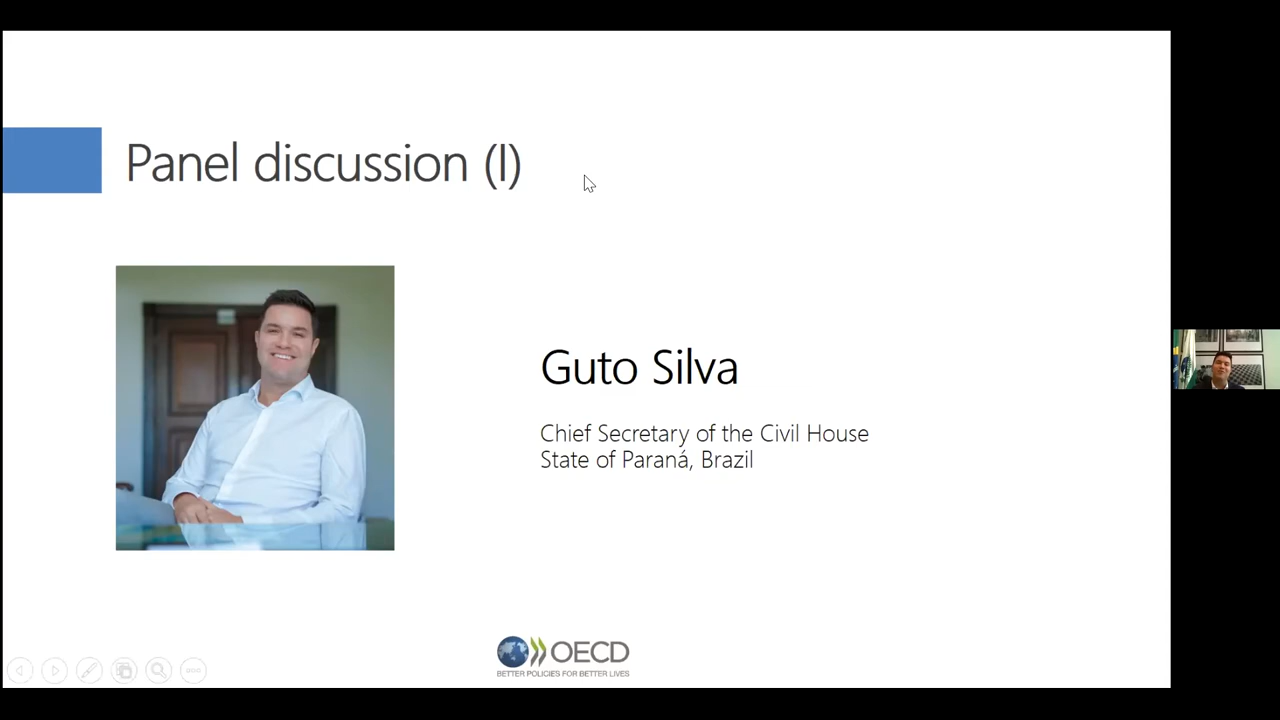 Panel discussion (I)
Guto Silva
Chief Secretary of the Civil House
State of Paraná, Brazil
OECD
BETTER POLICIES FOR BETTER LIVES